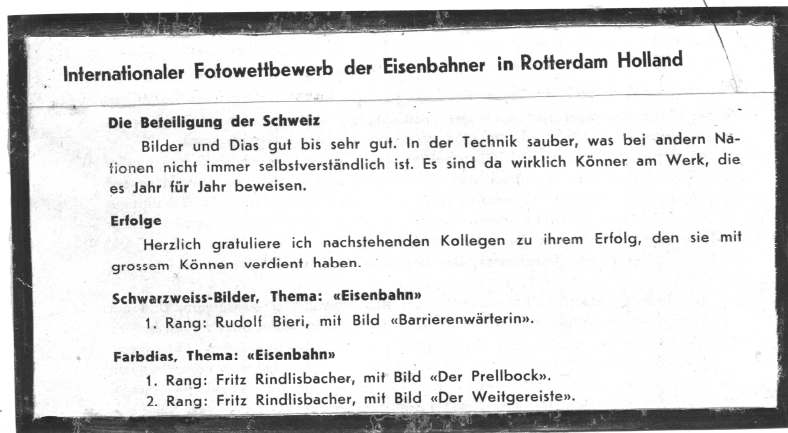 Internationaler Fotowettbewerb der Eisenbahner in Rotterdam Holland
Die Beteiligung der Schweiz
Bilder und Dias gut bis sehr gut. In der Technik sauber, was bei andern Na-
tionen nicht immer selbstverständlich ist. Es sind da wirklich Könner am Werk, die
es Jahr für Jahr beweisen.
Erfolge
Herzlich gratuliere ich nachstehenden Kollegen zu ihrem Erfolg, den sie mit
grossem Können verdient haben.
Schwarzweiss-Bilder, Thema: «Eisenbahn»
1. Rang: Rudolf Bieri, mit Bild «Barrierenwärterin».
Farbdias, Thema: «Eisenbahn»
1. Rang: Fritz Rindlisbacher, mit Bild «Der Prellbock».
2. Rang: Fritz Rindlisbacher, mit Bild «Der Weitgereiste».